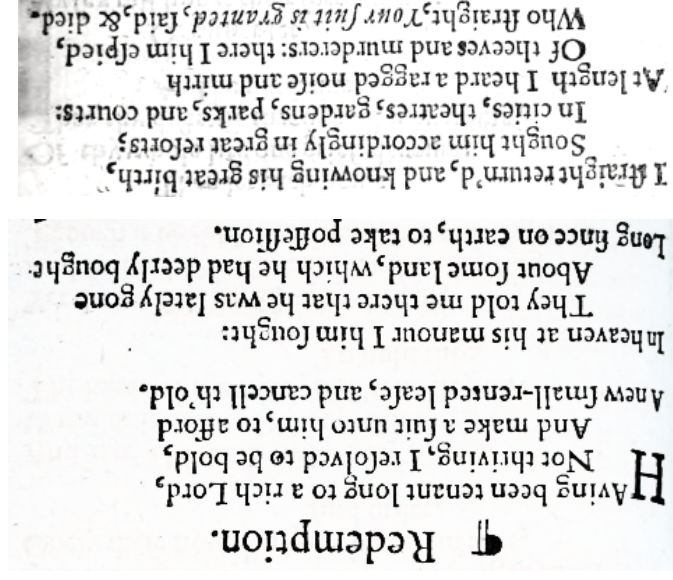 ¶ Redemption.
HAving been tenant long to a rich Lord,
Not thriving, I resolved to be bold,
And make a suit unto him, to afford
A new small-rented lease, and cancell th'old.
In heaven at his manour I him sought:
They told me there that he was lately gone
About some land, which he had deerly bought
Long since on earth, to take possession.
I straight return'd, and knowing his great birth,
Sought him accordingly in great resorts;
In cities, theatres, gardens, parks, and courts:
At length I heard a ragged noise and mirth
Of theeves and murderers: there I him espied,
Who straight, Your suit is granted, said, & died.